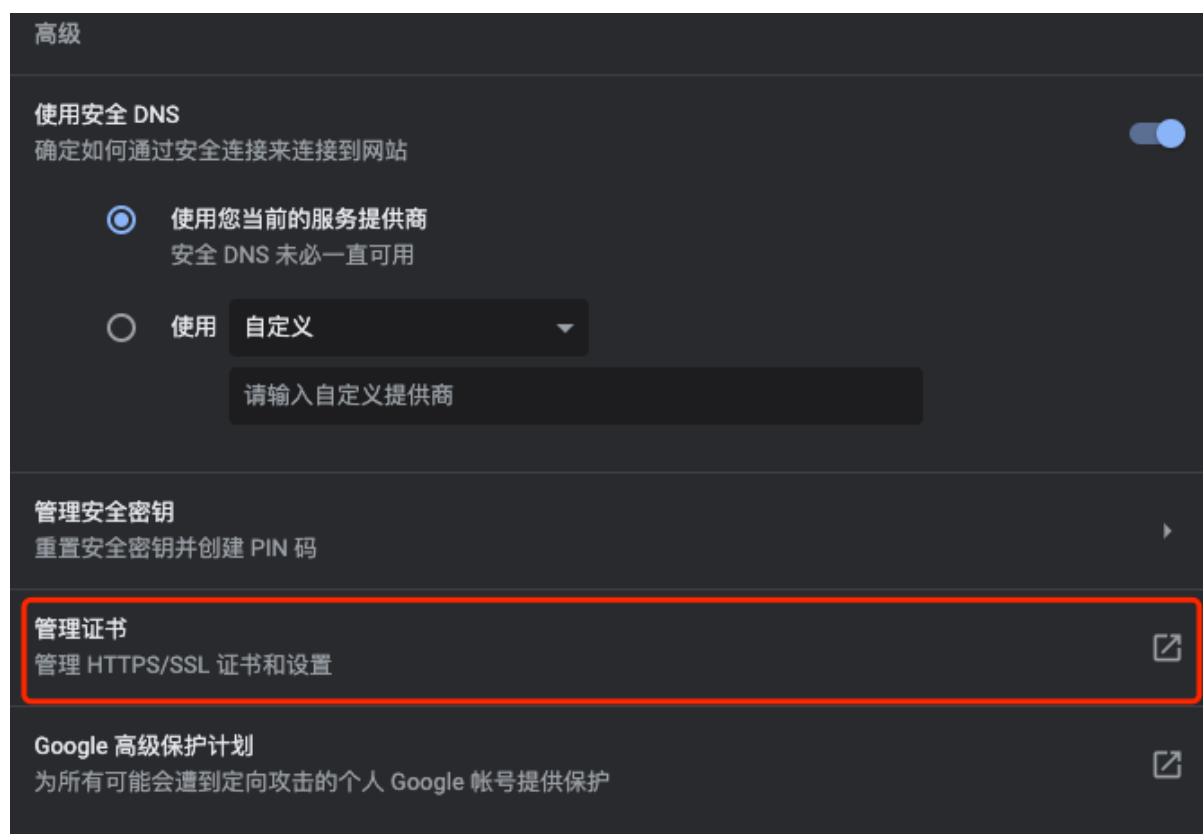 高级
使用安全 DNS
确定如何通过安全连接来连接到网站
使用您当前的服务提供商
安全 DNS 未必一直可用
使用 自定义
请输入自定义提供商
管理安全密钥
重置安全密钥并创建 PIN 码
管理证书
管理 HTTPS/SSL 证书和设置
Google 高级保护计划
为所有可能会遭到定向攻击的个人 Google 帐号提供保护